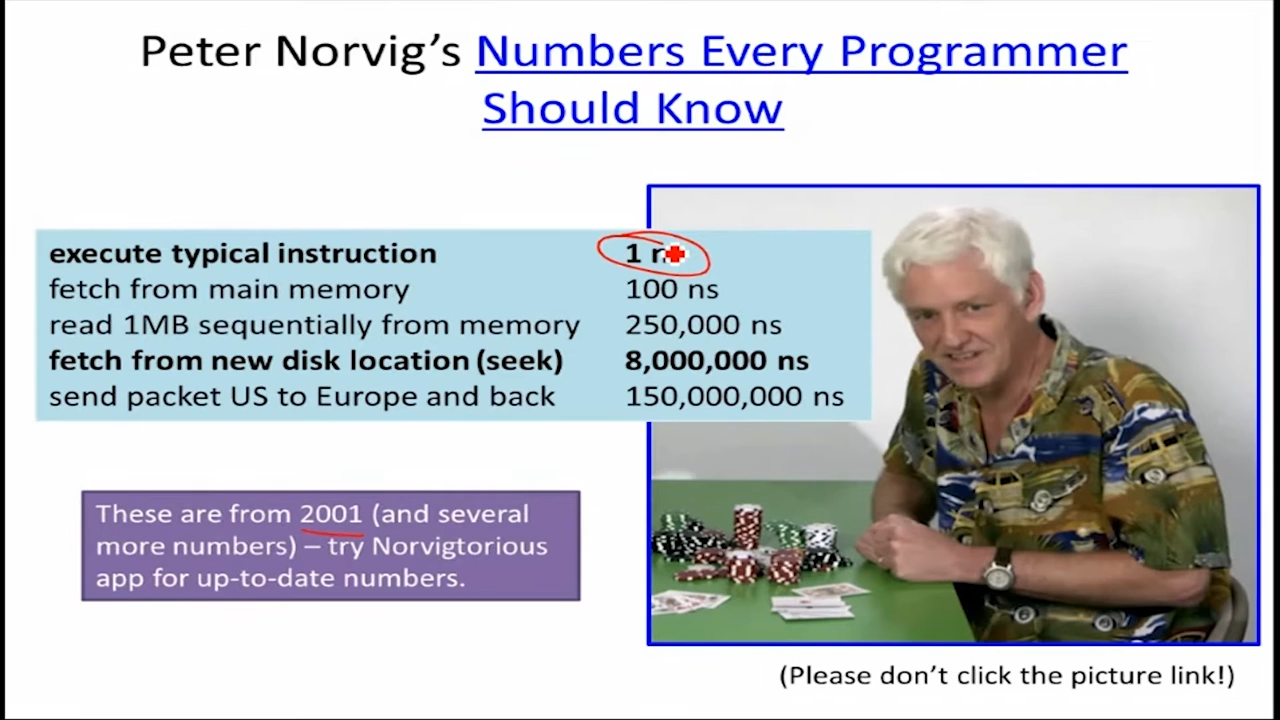 Peter Norvig’s Numbers Every Programmer
Should Know
execute typical instruction 1 n
fetch from main memory 100 ns
read 1MB sequentially from memory 250,000 ns
fetch from new disk location (seek) 8,000,000 ns
send packet US to Europe and back 150,000,000 ns
These are from 2001 (and several
more numbers) – try Norvigtorious
app for up-to-date numbers.
(Please don’t click the picture link!)